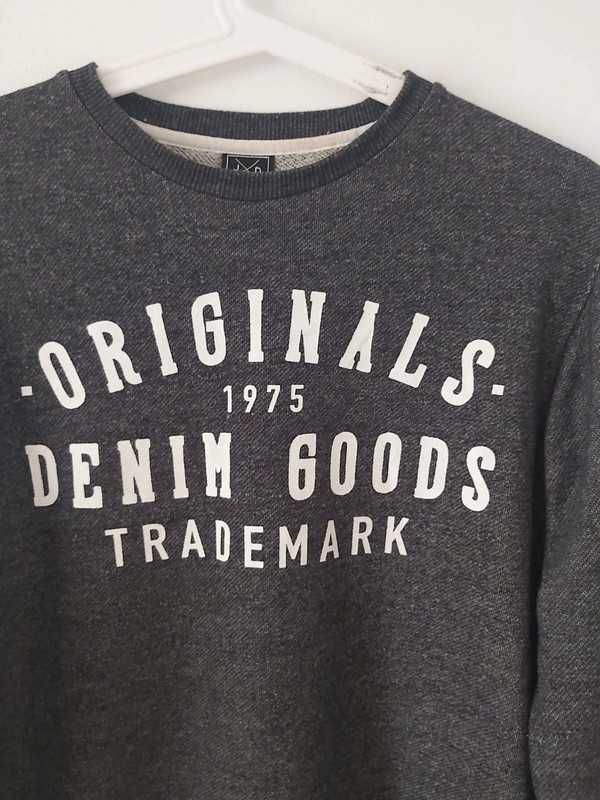 ·ORIGINALS·
1975
DENIM GOODS
TRADEMARK